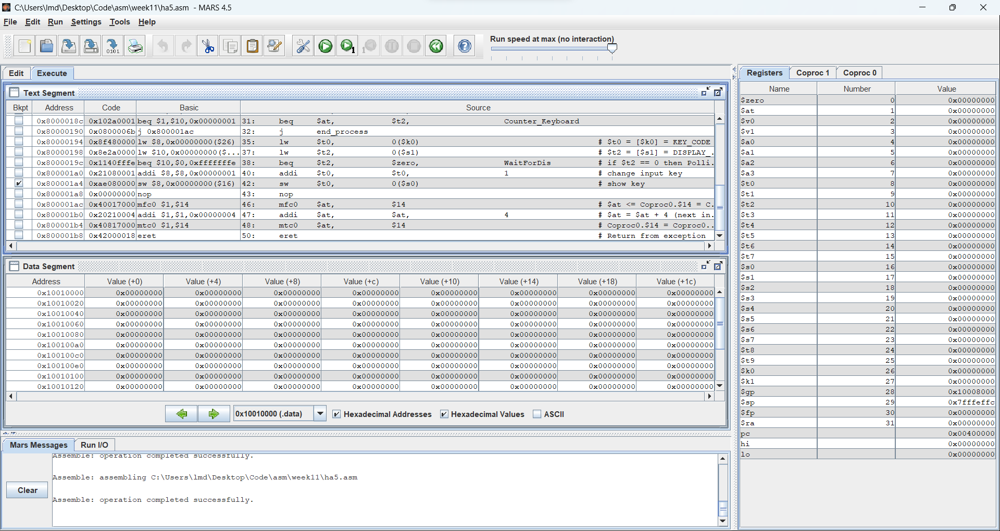 C:\Users\lmd\Desktop\Code\asm\week11\ha5.asm - MARS 4.5
File Edit Run Settings Tools Help
Run speed at max (no interaction)
Edit Execute
Text Segment
Bkpt Address Code Basic Source
0x8000018c 0x102a0001 beq $1,$10,0x00000001 31: beq $at, $t2, Counter_Keyboard
0x80000190 0x0800006b j 0x800001ac 32: j end_process
0x80000194 0x8f480000 lw $8,0x00000000($26) 35: lw $t0, 0($k0) # $t0 = [$k0] = KEY_CODE
0x80000198 0x8e2a0000 lw $10,0x00000000($... 37: lw $t2, 0($s1) # $t2 = [$s1] = DISPLAY_.
0x8000019c 0x1140fffe beq $10,$0,0xfffffffe 38: beq $t2, $zero, WaitForDis # if $t2 == 0 then Polli.
0x800001a0 0x21080001 addi $8,$8,0x00000001 40: addi $t0, $t0, 1 # change input key
0x800001a4 0xae080000 sw $8,0x00000000($16) 42: sw $t0, 0($s0) # show key
0x800001a8 0x00000000 nop 43: nop
0x800001ac 0x40017000 mfc0 $1,$14 46: mfc0 $at, $14 # $at <= Coproc0.$14 = C.
0x800001b0 0x20210004 addi $1,$1,0x00000004 47: addi $at, $at, 4 # $at = $at + 4 (next in.
0x800001b4 0x40817000 mtc0 $1,$14 48: mtc0 $at, $14 # Coproc0.$14 = Coproc0..
0x800001b8 0x42000018 eret 50: eret # Return from exception
Data Segment
Address Value (+0) Value (+4) Value (+8) Value (+c) Value (+10) Value (+14) Value (+18) Value (+1c)
0x10010000 0x00000000 0x00000000 0x00000000 0x00000000 0x00000000 0x00000000 0x00000000 0x00000000
0x10010020 0x00000000 0x00000000 0x00000000 0x00000000 0x00000000 0x00000000 0x00000000 0x00000000
0x10010040 0x00000000 0x00000000 0x00000000 0x00000000 0x00000000 0x00000000 0x00000000 0x00000000
0x10010060 0x00000000 0x00000000 0x00000000 0x00000000 0x00000000 0x00000000 0x00000000 0x00000000
0x10010080 0x00000000 0x00000000 0x00000000 0x00000000 0x00000000 0x00000000 0x00000000 0x00000000
0x100100a0 0x00000000 0x00000000 0x00000000 0x00000000 0x00000000 0x00000000 0x00000000 0x00000000
0x100100c0 0x00000000 0x00000000 0x00000000 0x00000000 0x00000000 0x00000000 0x00000000 0x00000000
0x100100e0 0x00000000 0x00000000 0x00000000 0x00000000 0x00000000 0x00000000 0x00000000 0x00000000
0x10010100 0x00000000 0x00000000 0x00000000 0x00000000 0x00000000 0x00000000 0x00000000 0x00000000
0x10010120 0x00000000 0x00000000 0x00000000 0x00000000 0x00000000 0x00000000 0x00000000 0x00000000
0x10010000 (.data) Hexadecimal Addresses Hexadecimal Values ASCII
Mars Messages Run I/O
Clear
Assemble: operation completed successfully.
Assemble: assembling C:\Users\lmd\Desktop\Code\asm\week11\ha5.asm
Assemble: operation completed successfully.
Registers Coproc 1 Coproc 0
Name Number Value
$zero 0 0x00000000
$at 1 0x00000000
$v0 2 0x00000000
$v1 3 0x00000000
$a0 4 0x00000000
$a1 5 0x00000000
$a2 6 0x00000000
$a3 7 0x00000000
$t0 8 0x00000000
$t1 9 0x00000000
$t2 10 0x00000000
$t3 11 0x00000000
$t4 12 0x00000000
$t5 13 0x00000000
$t6 14 0x00000000
$t7 15 0x00000000
$s0 16 0x00000000
$s1 17 0x00000000
$s2 18 0x00000000
$s3 19 0x00000000
$s4 20 0x00000000
$s5 21 0x00000000
$s6 22 0x00000000
$s7 23 0x00000000
$t8 24 0x00000000
$t9 25 0x00000000
$k0 26 0x00000000
$k1 27 0x00000000
$gp 28 0x10008000
$sp 29 0x7fffeffc
$fp 30 0x00000000
$ra 31 0x00000000
pc 0x00400000
hi 0x00000000
lo 0x00000000